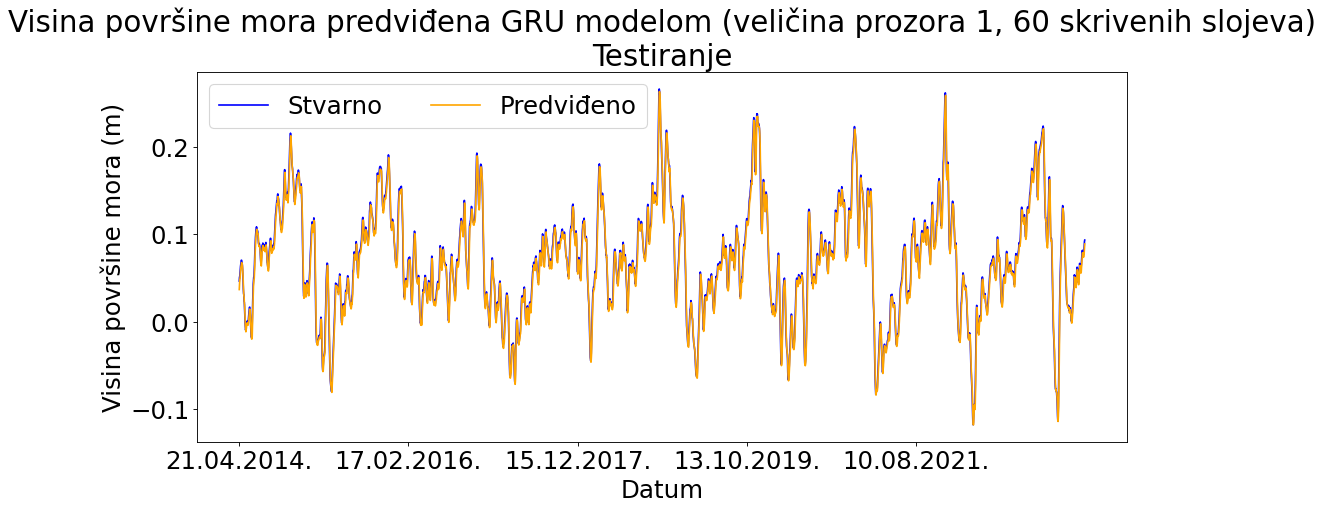 Visina površine mora predviđena GRU modelom (veličina prozora 1, 60 skrivenih slojeva)
Testiranje
Stvarno
Predviđeno
Visina površine mora (m)
0.2
0.1
0.0
−0.1
21.04.2014.
17.02.2016.
15.12.2017.
13.10.2019.
10.08.2021.
Datum